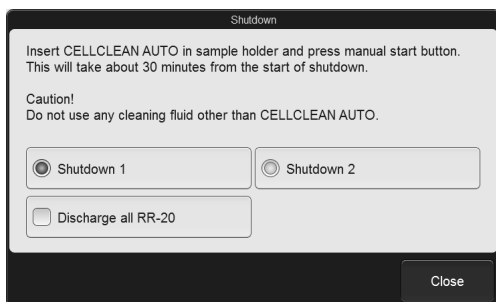 Shutdown
Insert CELLCLEAN AUTO in sample holder and press manual start button.
This will take about 30 minutes from the start of shutdown.
Caution!
Do not use any cleaning fluid other than CELLCLEAN AUTO.
Shutdown 1
Shutdown 2
Discharge all RR-20
Close